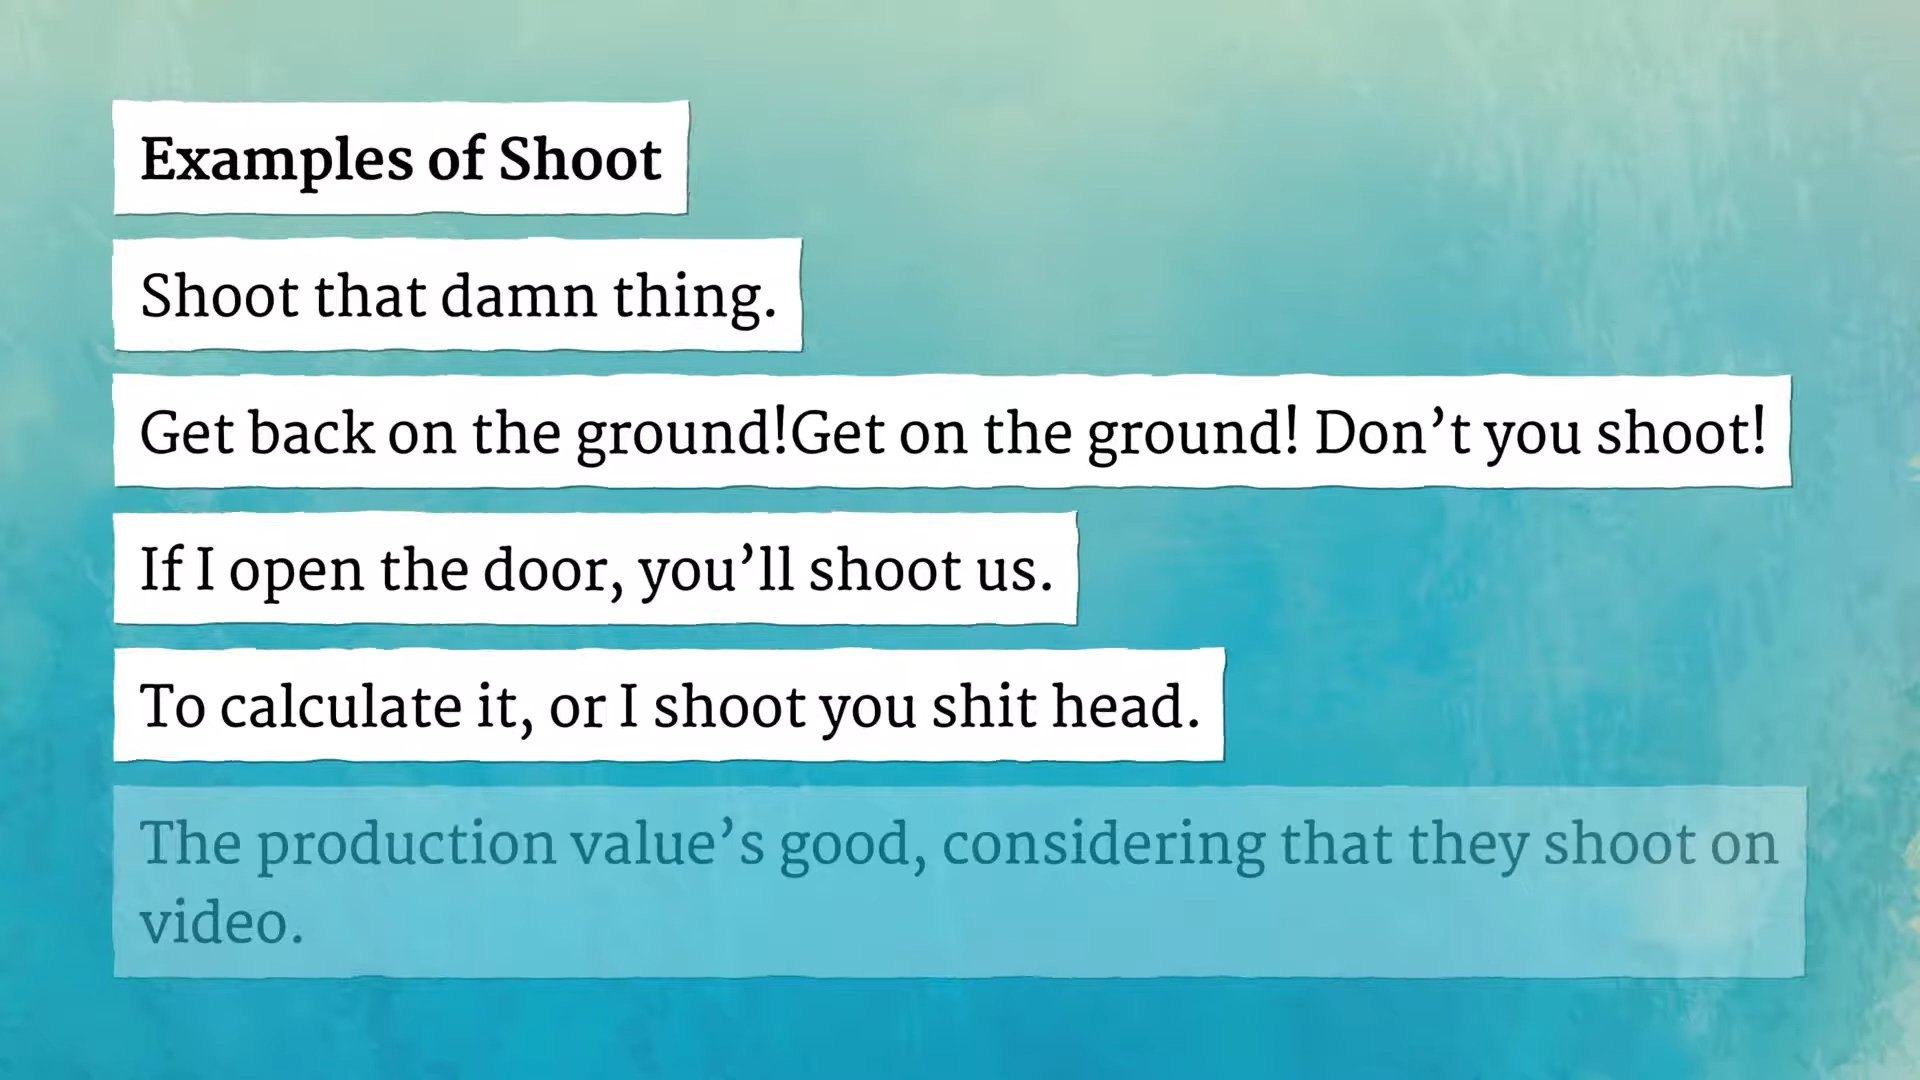 Examples of Shoot
Shoot that damn thing.
Get back on the ground!Get on the ground! Don’t you shoot!
If I open the door, you’ll shoot us.
To calculate it, or I shoot you shit head.
The production value’s good, considering that they shoot on
video.